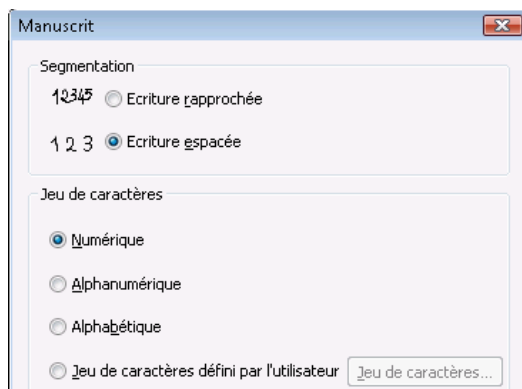 Manuscrit
Segmentation
12345 Ecriture rapprochée
1 2 3 Ecriture espacée
Jeu de caractères
Numérique
Alphanumérique
Alphabétique
Jeu de caractères défini par l'utilisateur Jeu de caractères...